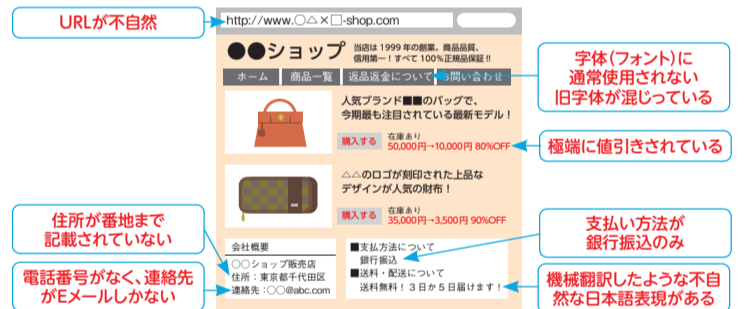 URLが不自然
http://www.○△×□-shop.com
●●ショップ
当店は1999年の創業。商品品質、
信用第一！すべて100%正規品保証!!
ホーム
商品一覧
返品返金について
お問い合わせ
字体（フォント）に
通常使用されない
旧字体が混じっている
人気ブランド■■のバッグで、
今期最も注目されている最新モデル！
購入する
在庫あり
50,000円→10,000円 80%OFF
極端に値引きされている
△△のロゴが刻印された上品な
デザインが人気の財布！
購入する
在庫あり
35,000円→3,500円 90%OFF
住所が番地まで
記載されていない
電話番号がなく、連絡先
がEメールしかない
会社概要
○○ショップ販売店
住所：東京都千代田区
連絡先：○○@abc.com
■支払方法について
銀行振込
■送料・配送について
送料無料！３日か５日届けます！
支払い方法が
銀行振込のみ
機械翻訳したような不自
然な日本語表現がある